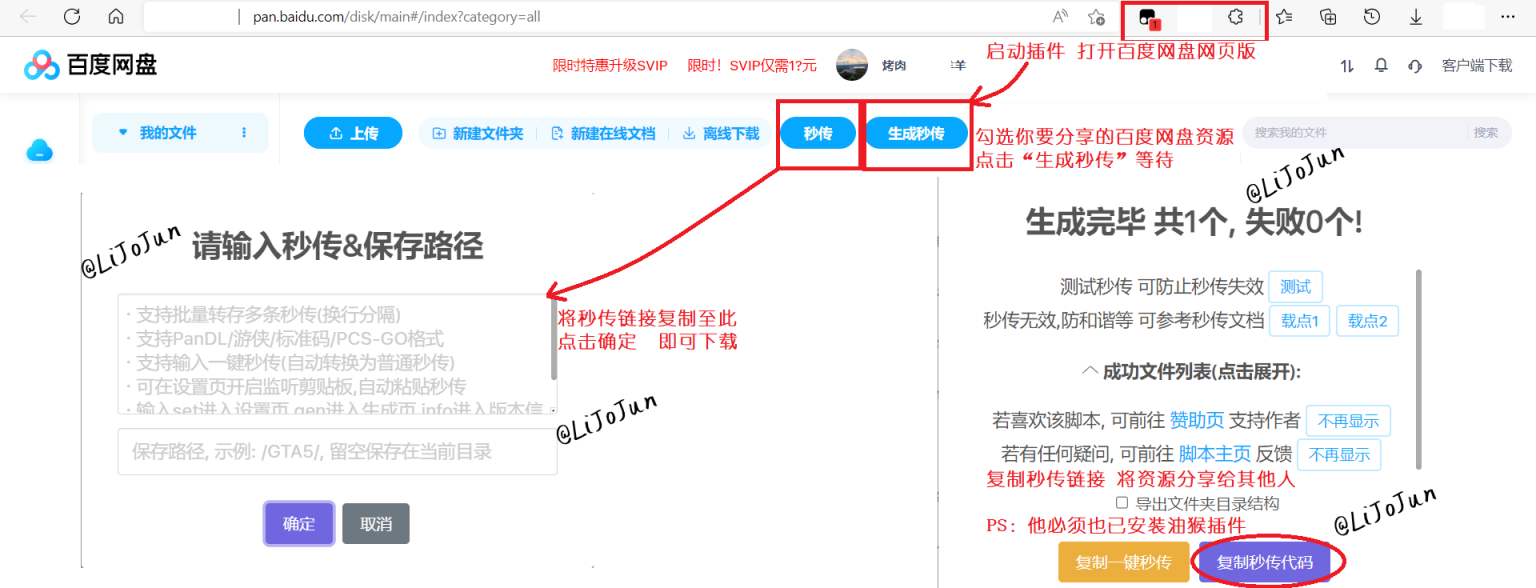 pan.baidu.com/disk/main#/index?category=all
1
启动插件 打开百度网盘网页版
百度网盘
限时特惠升级SVIP
限时！SVIP仅需1?元
烤肉
羊
客户端下载
我的文件
上传
新建文件夹
新建在线文档
离线下载
秒传
生成秒传
勾选你要分享的百度网盘资源
点击“生成秒传”等待
搜索我的文件
搜索
@LiJoJun
请输入秒传&保存路径
@LiJoJun
· 支持批量转存多条秒传(换行分隔)
· 支持PanDL/游侠/标准码/PCS-GO格式
· 支持输入一键秒传(自动转换为普通秒传)
· 可在设置页开启监听剪贴板,自动粘贴秒传
· 输入set进入设置页,gen进入生成页,info进入版本信
将秒传链接复制至此
点击确定 即可下载
@LiJoJun
保存路径, 示例: /GTA5/, 留空保存在当前目录
确定
取消
生成完毕 共1个, 失败0个!
测试秒传 可防止秒传失效 测试
秒传无效,防和谐等 可参考秒传文档 载点1 载点2
成功文件列表(点击展开):
若喜欢该脚本, 可前往 赞助页 支持作者 不再显示
若有任何疑问, 可前往 脚本主页 反馈 不再显示
复制秒传链接 将资源分享给其他人
导出文件夹目录结构
@LiJoJun
PS：他必须也已安装油猴插件
复制一键秒传
复制秒传代码